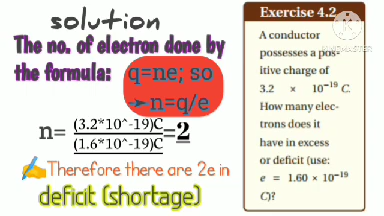 solution
The no. of electron done by
the formula: q=ne; so
→n=q/e
n= (3.2*10^-19)C
(1.6*10^-19)C
=2
✍Therefore there are 2e in
deficit (shortage)
Exercise 4.2
A conductor
possesses a pos-
itive charge of
3.2 × 10⁻¹⁹ C.
How many elec-
trons does it
have in excess
or deficit (use:
e = 1.60 × 10⁻¹⁹
C)?